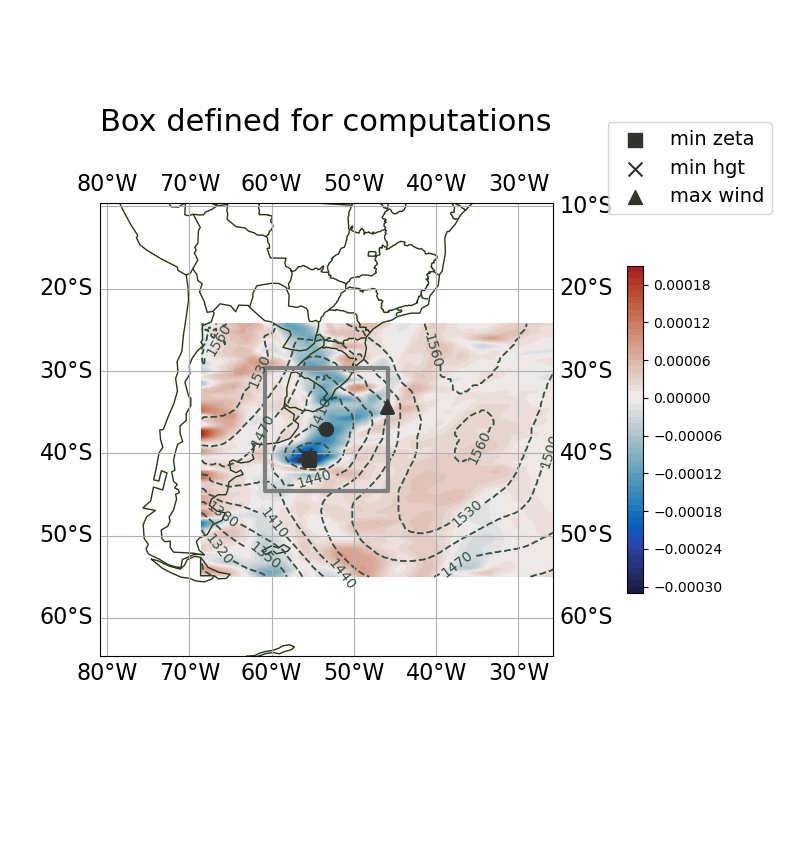 Box defined for computations
min zeta
min hgt
max wind
80°W 70°W 60°W 50°W 40°W 30°W
10°S
20°S 20°S
30°S 30°S
40°S 40°S
50°S 50°S
60°S 60°S
80°W 70°W 60°W 50°W 40°W 30°W
1560
1530
1560
1470
1410
1560
1500
1440
1530
1380
1410
1320
1350
1440
1470
0.00018
0.00012
0.00006
0.00000
−0.00006
−0.00012
−0.00018
−0.00024
−0.00030